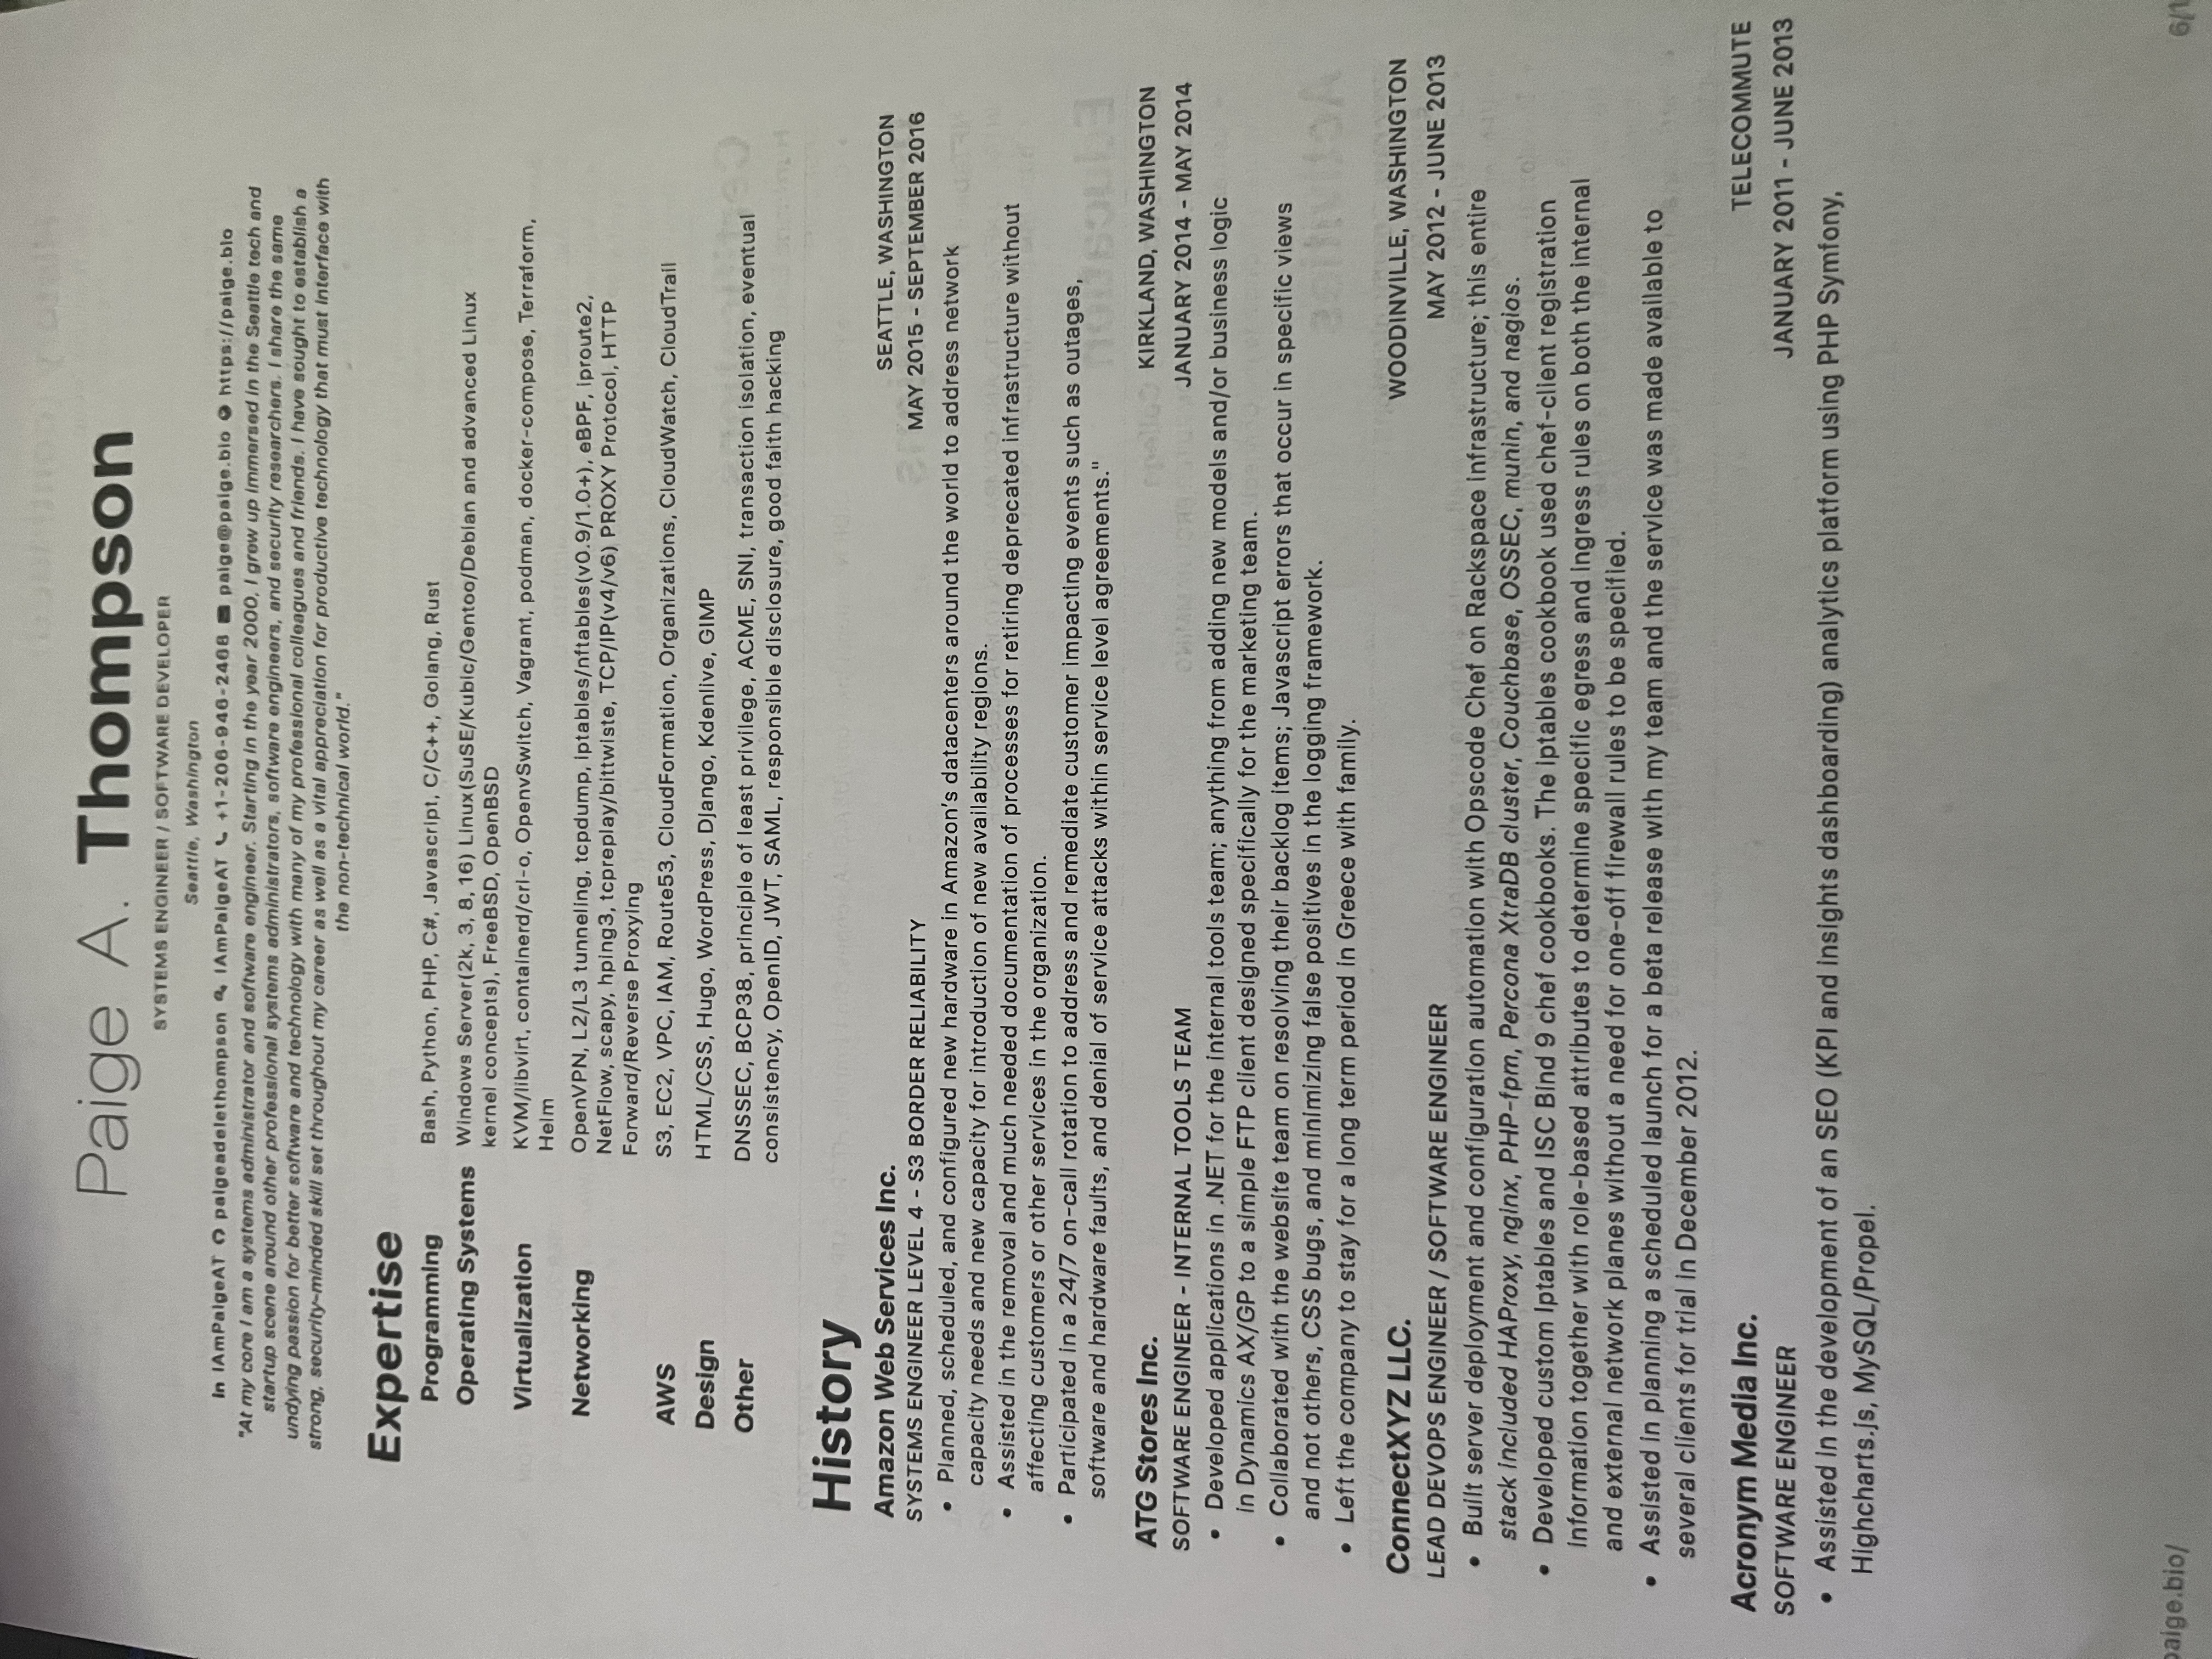 Paige A. Thompson
SYSTEMS ENGINEER / SOFTWARE DEVELOPER
Seattle, Washington
in IAmPaigeAT paigeadelethompson IAmPaigeAT +1-206-946-2468 paige@paige.bio https://paige.bio
"At my core I am a systems administrator and software engineer. Starting in the year 2000, I grew up immersed in the Seattle tech and
startup scene around other professional systems administrators, software engineers, and security researchers. I share the same
undying passion for better software and technology with many of my professional colleagues and friends. I have sought to establish a
strong, security-minded skill set throughout my career as well as a vital appreciation for productive technology that must interface with
the non-technical world."
Expertise
Programming Bash, Python, PHP, C#, Javascript, C/C++, Golang, Rust
Operating Systems Windows Server(2k, 3, 8, 16) Linux(SuSE/Kubic/Gentoo/Debian and advanced Linux
kernel concepts), FreeBSD, OpenBSD
Virtualization KVM/libvirt, containerd/cri-o, OpenvSwitch, Vagrant, podman, docker-compose, Terraform,
Helm
Networking OpenVPN, L2/L3 tunneling, tcpdump, iptables/nftables(v0.9/1.0+), eBPF, iproute2,
NetFlow, scapy, hping3, tcpreplay/bittwiste, TCP/IP(v4/v6) PROXY Protocol, HTTP
Forward/Reverse Proxying
AWS S3, EC2, VPC, IAM, Route53, CloudFormation, Organizations, CloudWatch, CloudTrail
Design HTML/CSS, Hugo, WordPress, Django, Kdenlive, GIMP
Other DNSSEC, BCP38, principle of least privilege, ACME, SNI, transaction isolation, eventual
consistency, OpenID, JWT, SAML, responsible disclosure, good faith hacking
History
Amazon Web Services Inc. SEATTLE, WASHINGTON
SYSTEMS ENGINEER LEVEL 4 - S3 BORDER RELIABILITY MAY 2015 - SEPTEMBER 2016
• Planned, scheduled, and configured new hardware in Amazon's datacenters around the world to address network
capacity needs and new capacity for introduction of new availability regions.
• Assisted in the removal and much needed documentation of processes for retiring deprecated infrastructure without
affecting customers or other services in the organization.
• Participated in a 24/7 on-call rotation to address and remediate customer impacting events such as outages,
software and hardware faults, and denial of service attacks within service level agreements."
ATG Stores Inc. KIRKLAND, WASHINGTON
SOFTWARE ENGINEER - INTERNAL TOOLS TEAM JANUARY 2014 - MAY 2014
• Developed applications in .NET for the internal tools team; anything from adding new models and/or business logic
in Dynamics AX/GP to a simple FTP client designed specifically for the marketing team.
• Collaborated with the website team on resolving their backlog items; Javascript errors that occur in specific views
and not others, CSS bugs, and minimizing false positives in the logging framework.
• Left the company to stay for a long term period in Greece with family.
ConnectXYZ LLC. WOODINVILLE, WASHINGTON
LEAD DEVOPS ENGINEER / SOFTWARE ENGINEER MAY 2012 - JUNE 2013
• Built server deployment and configuration automation with Opscode Chef on Rackspace infrastructure; this entire
stack included HAProxy, nginx, PHP-fpm, Percona XtraDB cluster, Couchbase, OSSEC, munin, and nagios.
• Developed custom Iptables and ISC Bind 9 chef cookbooks. The iptables cookbook used chef-client registration
information together with role-based attributes to determine specific egress and ingress rules on both the internal
and external network planes without a need for one-off firewall rules to be specified.
• Assisted in planning a scheduled launch for a beta release with my team and the service was made available to
several clients for trial in December 2012.
Acronym Media Inc. TELECOMMUTE
SOFTWARE ENGINEER JANUARY 2011 - JUNE 2013
• Assisted in the development of an SEO (KPI and insights dashboarding) analytics platform using PHP Symfony,
Highcharts.js, MySQL/Propel.
paige.bio/ 6/1